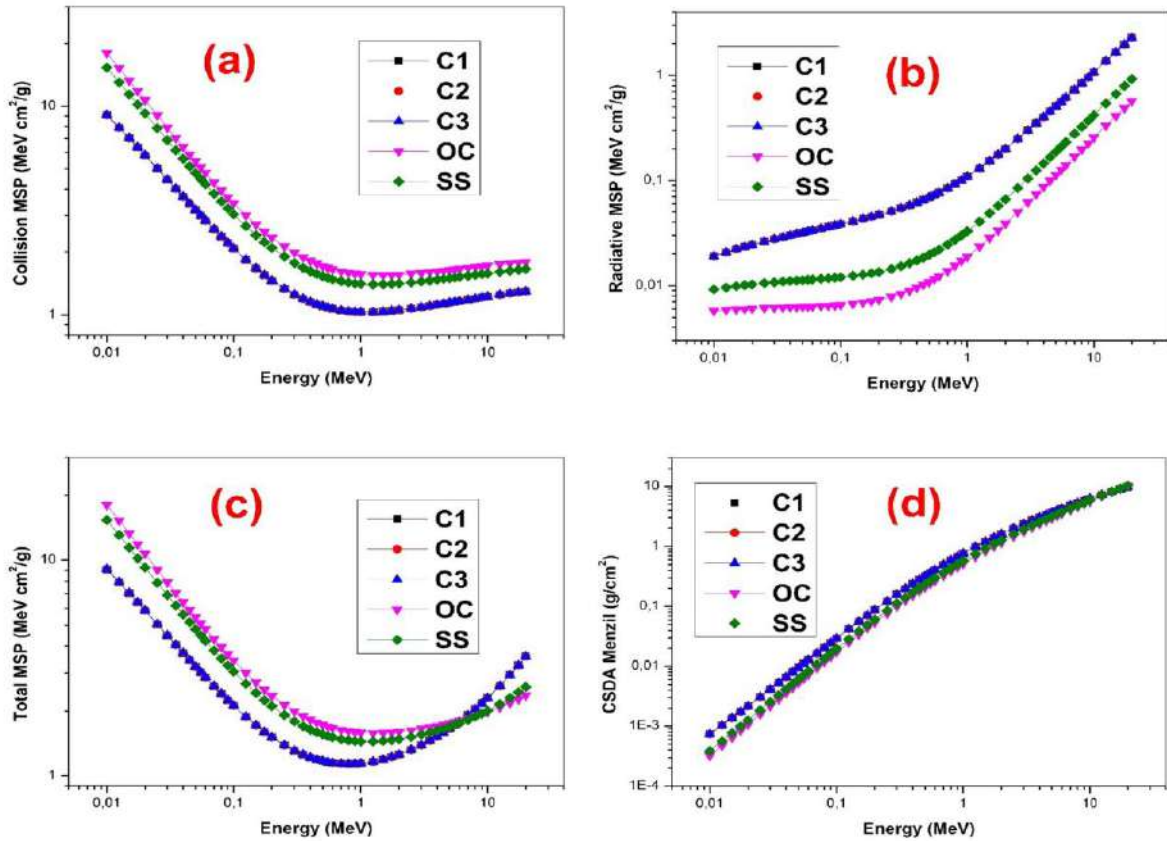 (a)
C1
C2
C3
OC
SS
Collision MSP (MeV cm²/g)
10
1
0,01
0,1
1
10
Energy (MeV)
(b)
C1
C2
C3
OC
SS
Radiative MSP (MeV cm²/g)
1
0,1
0,01
0,01
0,1
1
10
Energy (MeV)
(c)
C1
C2
C3
OC
SS
Total MSP (MeV cm²/g)
10
1
0,01
0,1
1
10
Energy (MeV)
(d)
C1
C2
C3
OC
SS
CSDA Menzil (g/cm²)
10
1
0,1
0,01
1E-3
1E-4
0,01
0,1
1
10
Energy (MeV)